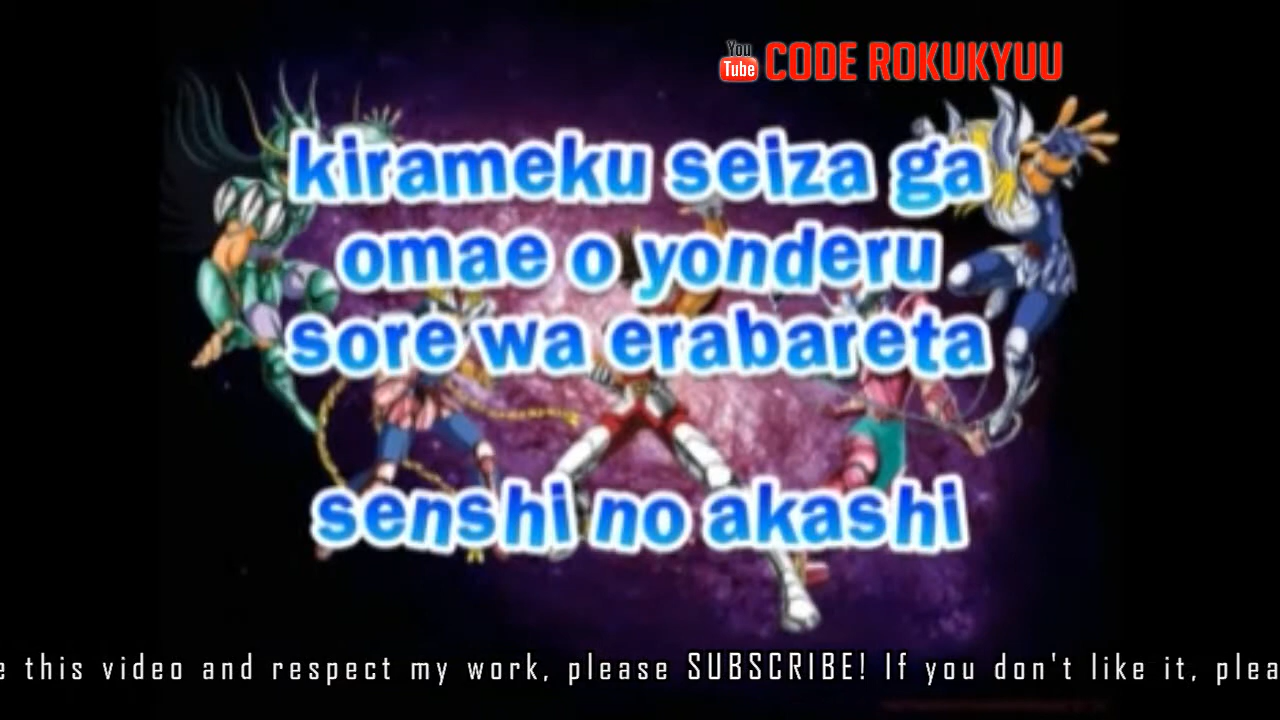 You
Tube CODE ROKUKYUU
kirameku seiza ga
omae o yonderu
sore wa erabareta
senshi no akashi
e this video and respect my work, please SUBSCRIBE! If you don't like it, plea